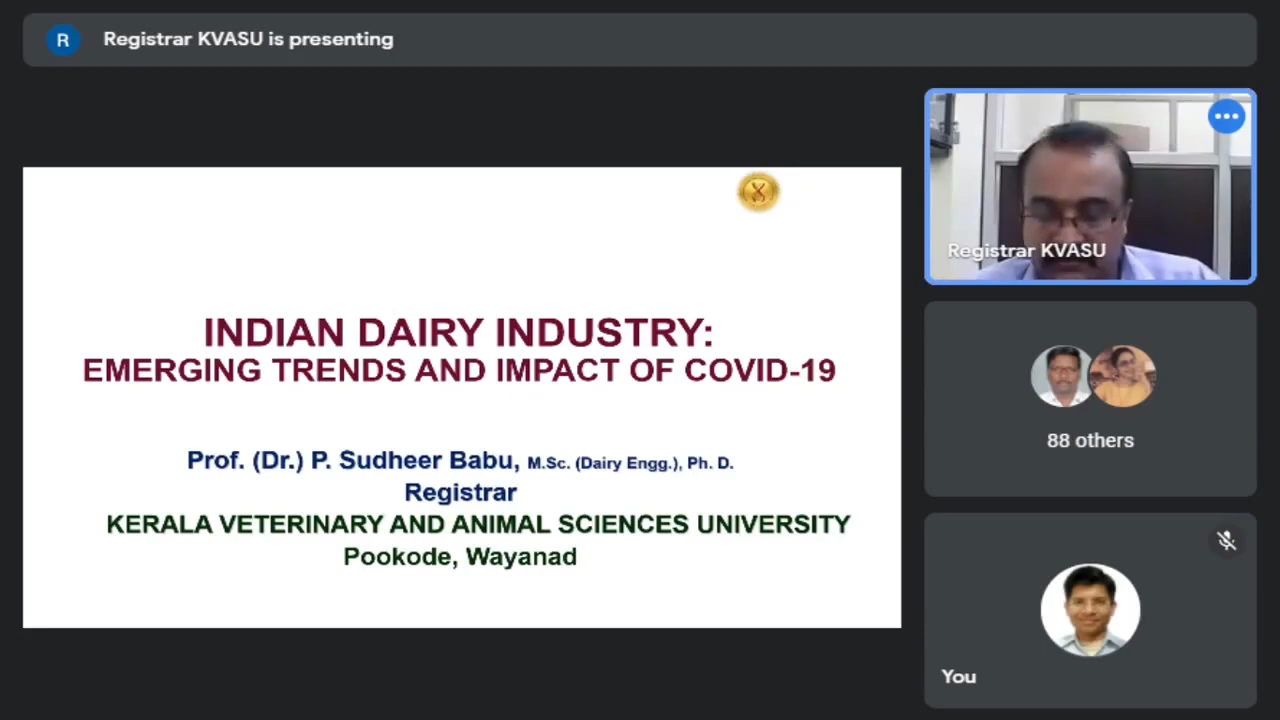 R
Registrar KVASU is presenting
INDIAN DAIRY INDUSTRY:
EMERGING TRENDS AND IMPACT OF COVID-19
Prof. (Dr.) P. Sudheer Babu, M.Sc. (Dairy Engg.), Ph. D.
Registrar
KERALA VETERINARY AND ANIMAL SCIENCES UNIVERSITY
Pookode, Wayanad
Registrar KVASU
88 others
You